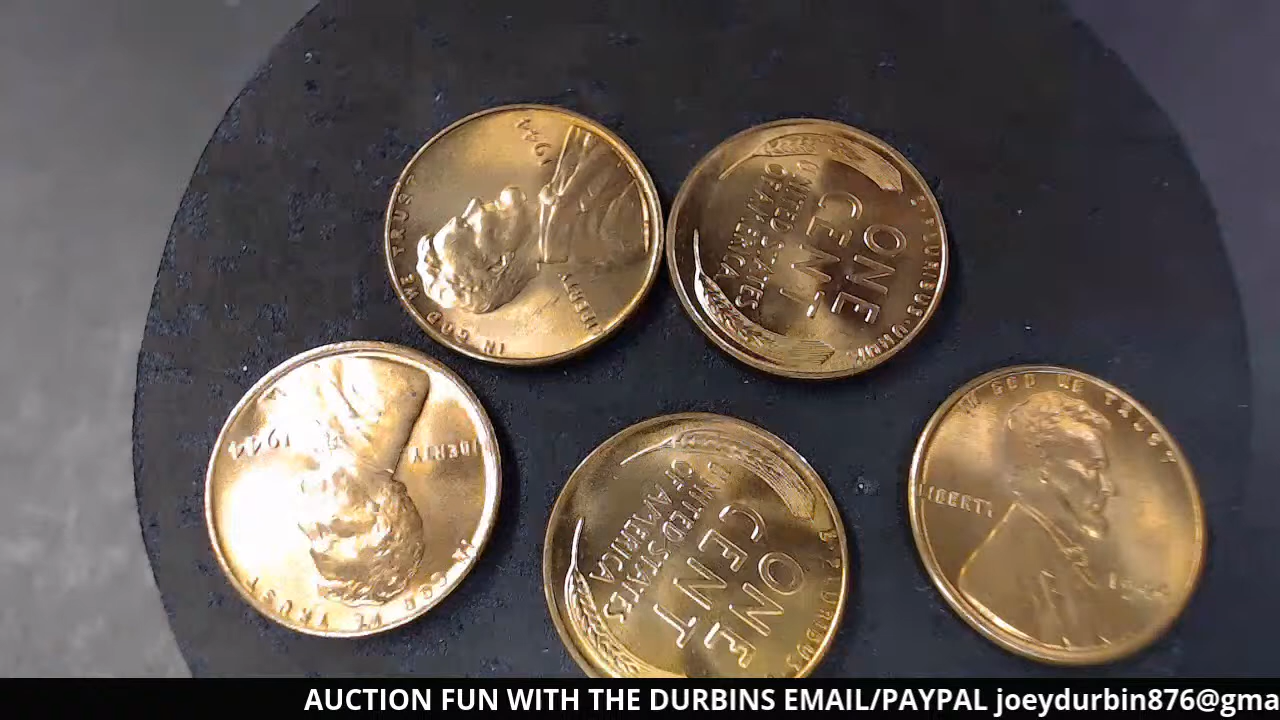 IN GOD WE TRUST
LIBERTY
1944
E·PLURIBUS·UNUM
ONE
CENT
UNITED STATES
OF AMERICA
IN GOD WE TRUST
LIBERTY
1944
E·PLURIBUS
ONE
CENT
UNITED STATES
OF AMERICA
IN GOD WE TRUST
LIBERTY
AUCTION FUN WITH THE DURBINS EMAIL/PAYPAL joeydurbin876@gma